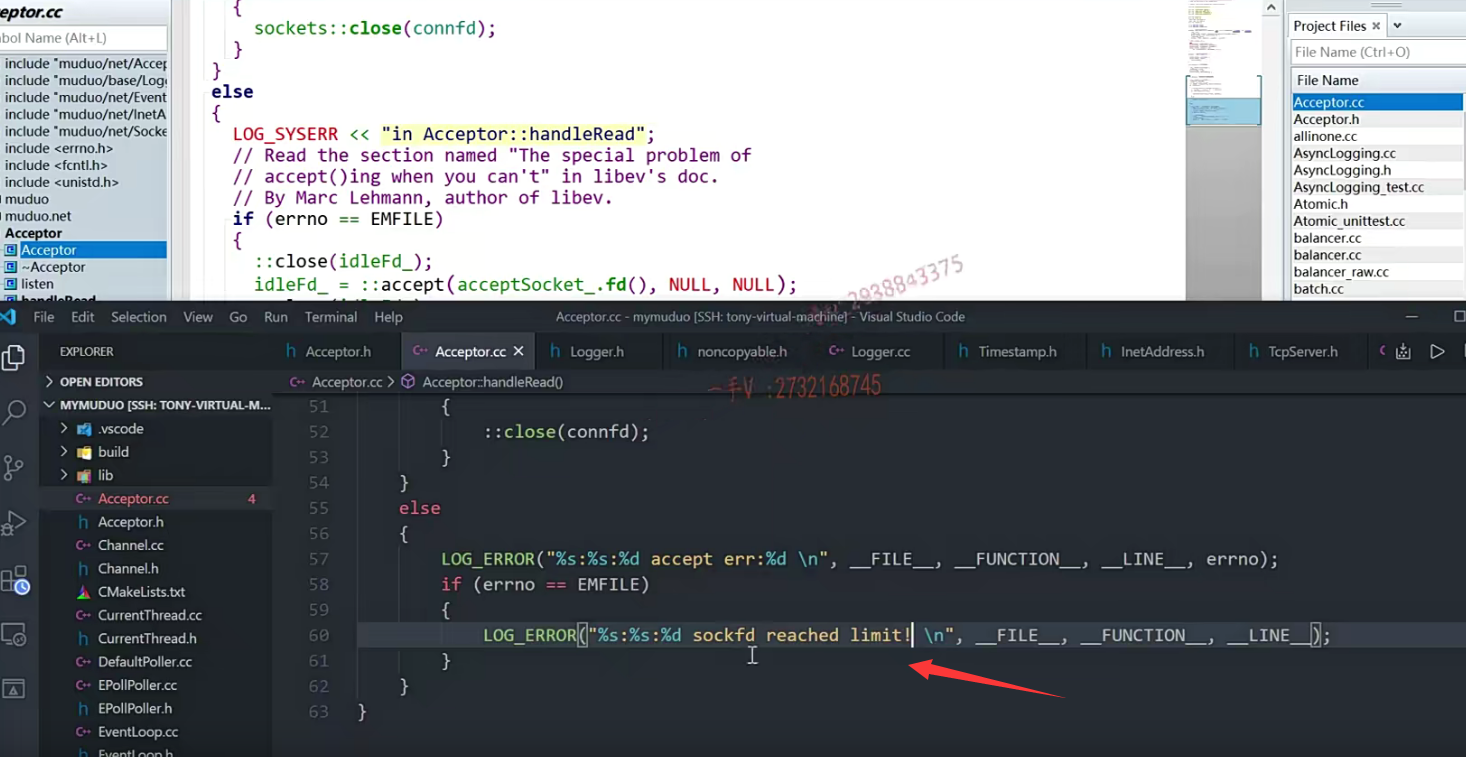 eptor.cc
bol Name (Alt+L)
include "muduo/net/Accep
include "muduo/base/Logg
include "muduo/net/Event
include "muduo/net/InetA
include "muduo/net/Socke
include <errno.h>
include <fcntl.h>
include <unistd.h>
muduo
muduo.net
Acceptor
Acceptor
~Acceptor
listen
handleRead
{
sockets::close(connfd);
}
}
else
{
LOG_SYSERR << "in Acceptor::handleRead";
// Read the section named "The special problem of
// accept()ing when you can't" in libev's doc.
// By Marc Lehmann, author of libev.
if (errno == EMFILE)
{
::close(idleFd_);
idleFd_ = ::accept(acceptSocket_.fd(), NULL, NULL);
Project Files
File Name (Ctrl+O)
File Name
Acceptor.cc
Acceptor.h
allinone.cc
AsyncLogging.cc
AsyncLogging.h
AsyncLogging_test.cc
Atomic.h
Atomic_unittest.cc
balancer.cc
balancer.cc
balancer_raw.cc
batch.cc
2938843375
File Edit Selection View Go Run Terminal Help
Acceptor.cc - mymuduo [SSH: tony-virtual-machine] - Visual Studio Code
EXPLORER
Acceptor.h
Acceptor.cc
Logger.h
noncopyable.h
Logger.cc
Timestamp.h
InetAddress.h
TcpServer.h
OPEN EDITORS
MYMUDUO [SSH: TONY-VIRTUAL-M...
.vscode
build
lib
Acceptor.cc 4
Acceptor.h
Channel.cc
Channel.h
CMakeLists.txt
CurrentThread.cc
CurrentThread.h
DefaultPoller.cc
EPollPoller.cc
EPollPoller.h
EventLoop.cc
EventLoop.h
Acceptor.cc > Acceptor::handleRead()
一手V :2732168745
51 {
52 ::close(connfd);
53 }
54 }
55 else
56 {
57 LOG_ERROR("%s:%s:%d accept err:%d \n", __FILE__, __FUNCTION__, __LINE__, errno);
58 if (errno == EMFILE)
59 {
60 LOG_ERROR("%s:%s:%d sockfd reached limit! \n", __FILE__, __FUNCTION__, __LINE__);
61 }
62 }
63 }